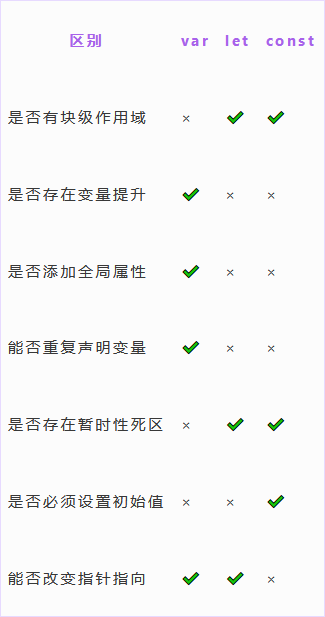 区别 var let const
是否有块级作用域 × ✔ ✔
是否存在变量提升 ✔ × ×
是否添加全局属性 ✔ × ×
能否重复声明变量 ✔ × ×
是否存在暂时性死区 × ✔ ✔
是否必须设置初始值 × × ✔
能否改变指针指向 ✔ ✔ ×